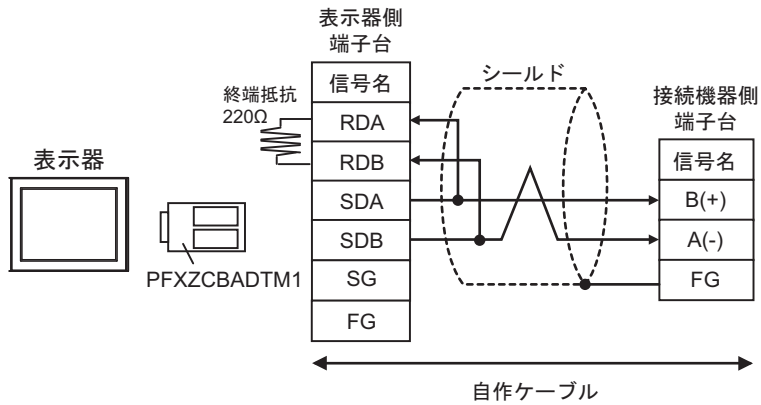 表示器側
端子台
信号名
RDA
RDB
SDA
SDB
SG
FG
終端抵抗
220Ω
表示器
PFXZCBADTM1
シールド
接続機器側
端子台
信号名
B(+)
A(-)
FG
自作ケーブル